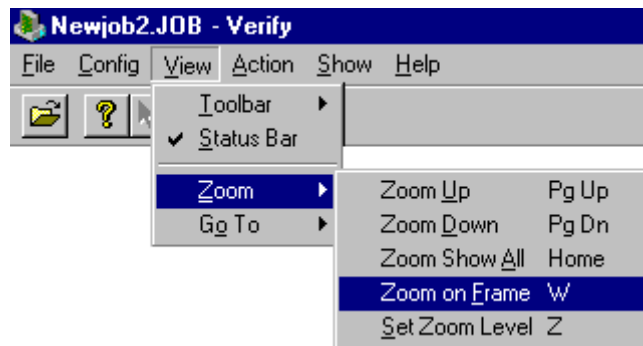 Newjob2.JOB - Verify
File Config View Action Show Help
Toolbar
Status Bar
Zoom
Go To
Zoom Up Pg Up
Zoom Down Pg Dn
Zoom Show All Home
Zoom on Frame W
Set Zoom Level Z